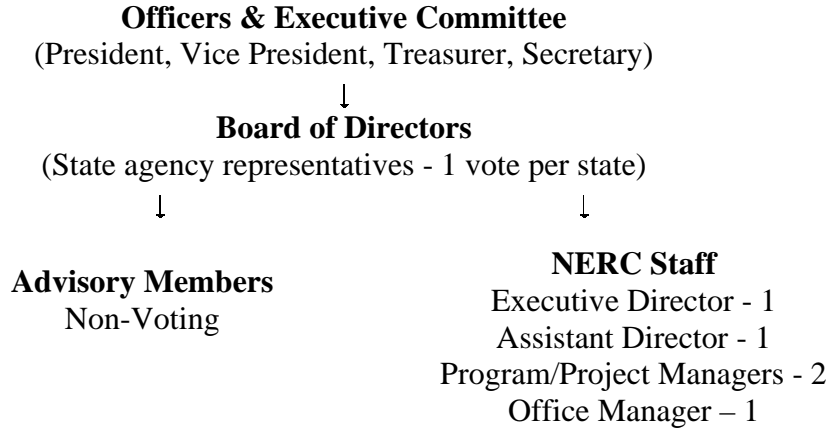 Officers & Executive Committee
(President, Vice President, Treasurer, Secretary)
Board of Directors
(State agency representatives - 1 vote per state)
Advisory Members
Non-Voting
NERC Staff
Executive Director - 1
Assistant Director - 1
Program/Project Managers - 2
Office Manager – 1